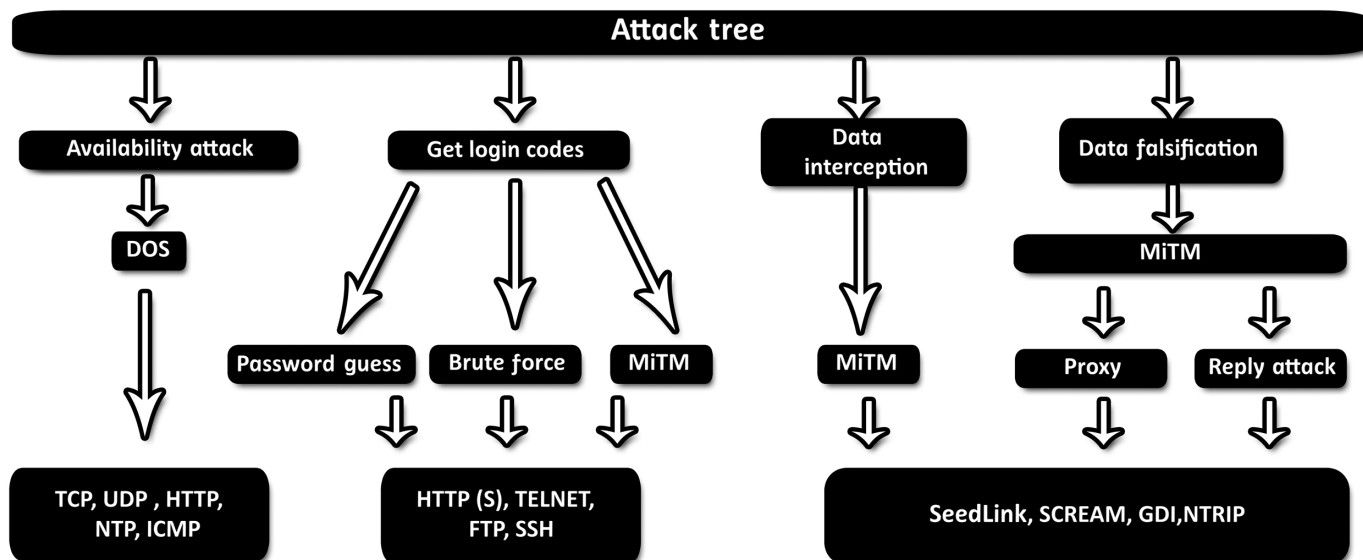 Attack tree
Availability attack
Get login codes
Data
interception
Data falsification
DOS
MiTM
Password guess
Brute force
MiTM
MiTM
Proxy
Reply attack
TCP, UDP , HTTP,
NTP, ICMP
HTTP (S), TELNET,
FTP, SSH
SeedLink, SCREAM, GDI,NTRIP